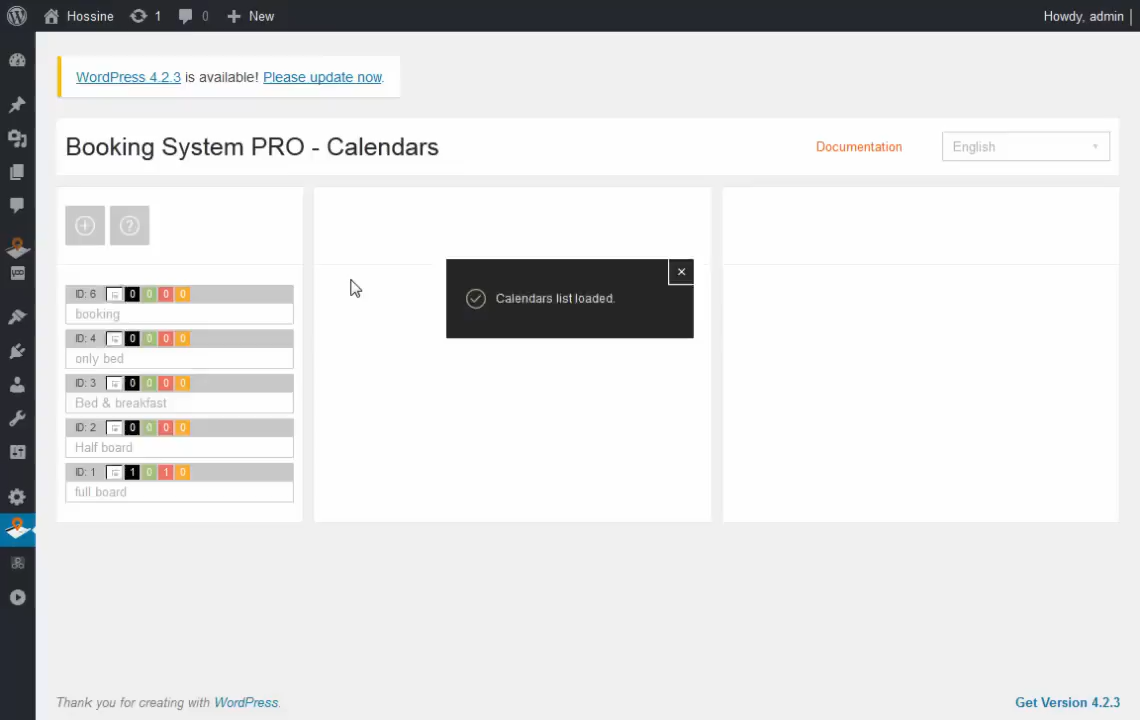 Hossine 1 0 New Howdy, admin
WordPress 4.2.3 is available! Please update now.
Booking System PRO - Calendars
Documentation
English
Calendars list loaded.
ID: 6 0 0 0 0
booking
ID: 4 0 0 0 0
only bed
ID: 3 0 0 0 0
Bed & breakfast
ID: 2 0 0 0 0
Half board
ID: 1 1 0 1 0
full board
Thank you for creating with WordPress.
Get Version 4.2.3